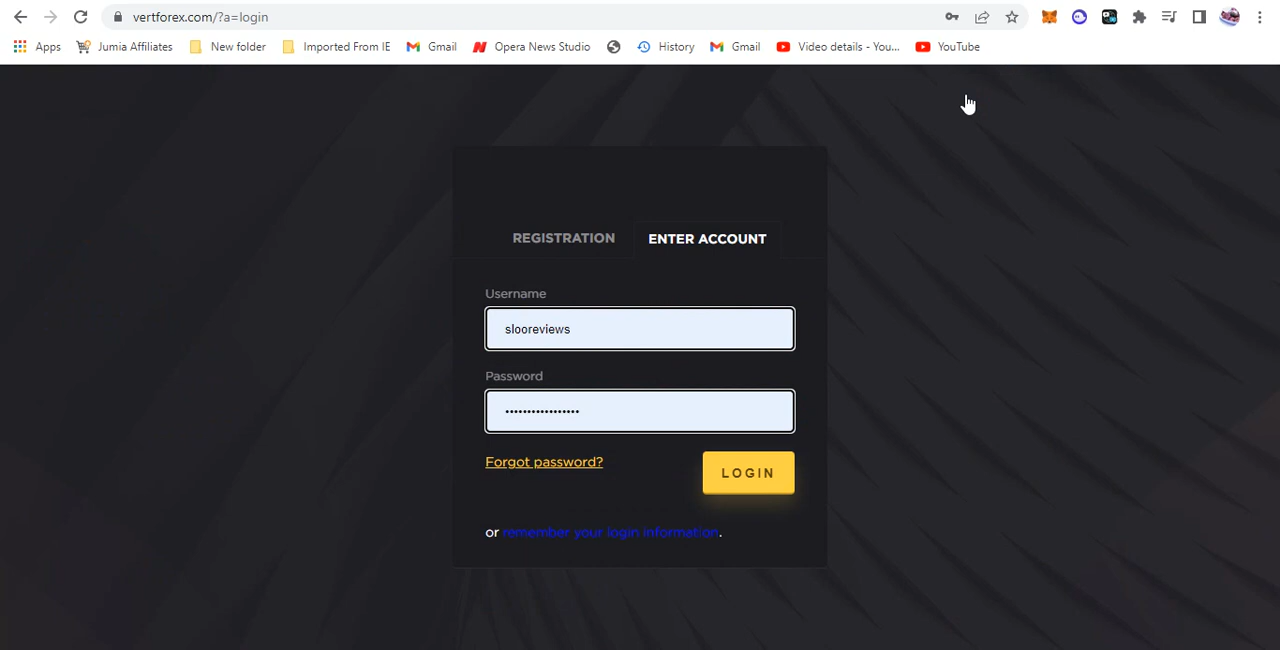 vertforex.com/?a=login
Apps Jumia Affiliates New folder Imported From IE Gmail Opera News Studio History Gmail Video details - You... YouTube
REGISTRATION ENTER ACCOUNT
Username
slooreviews
Password
•••••••••••••••••
Forgot password? LOGIN
or remember your login information.